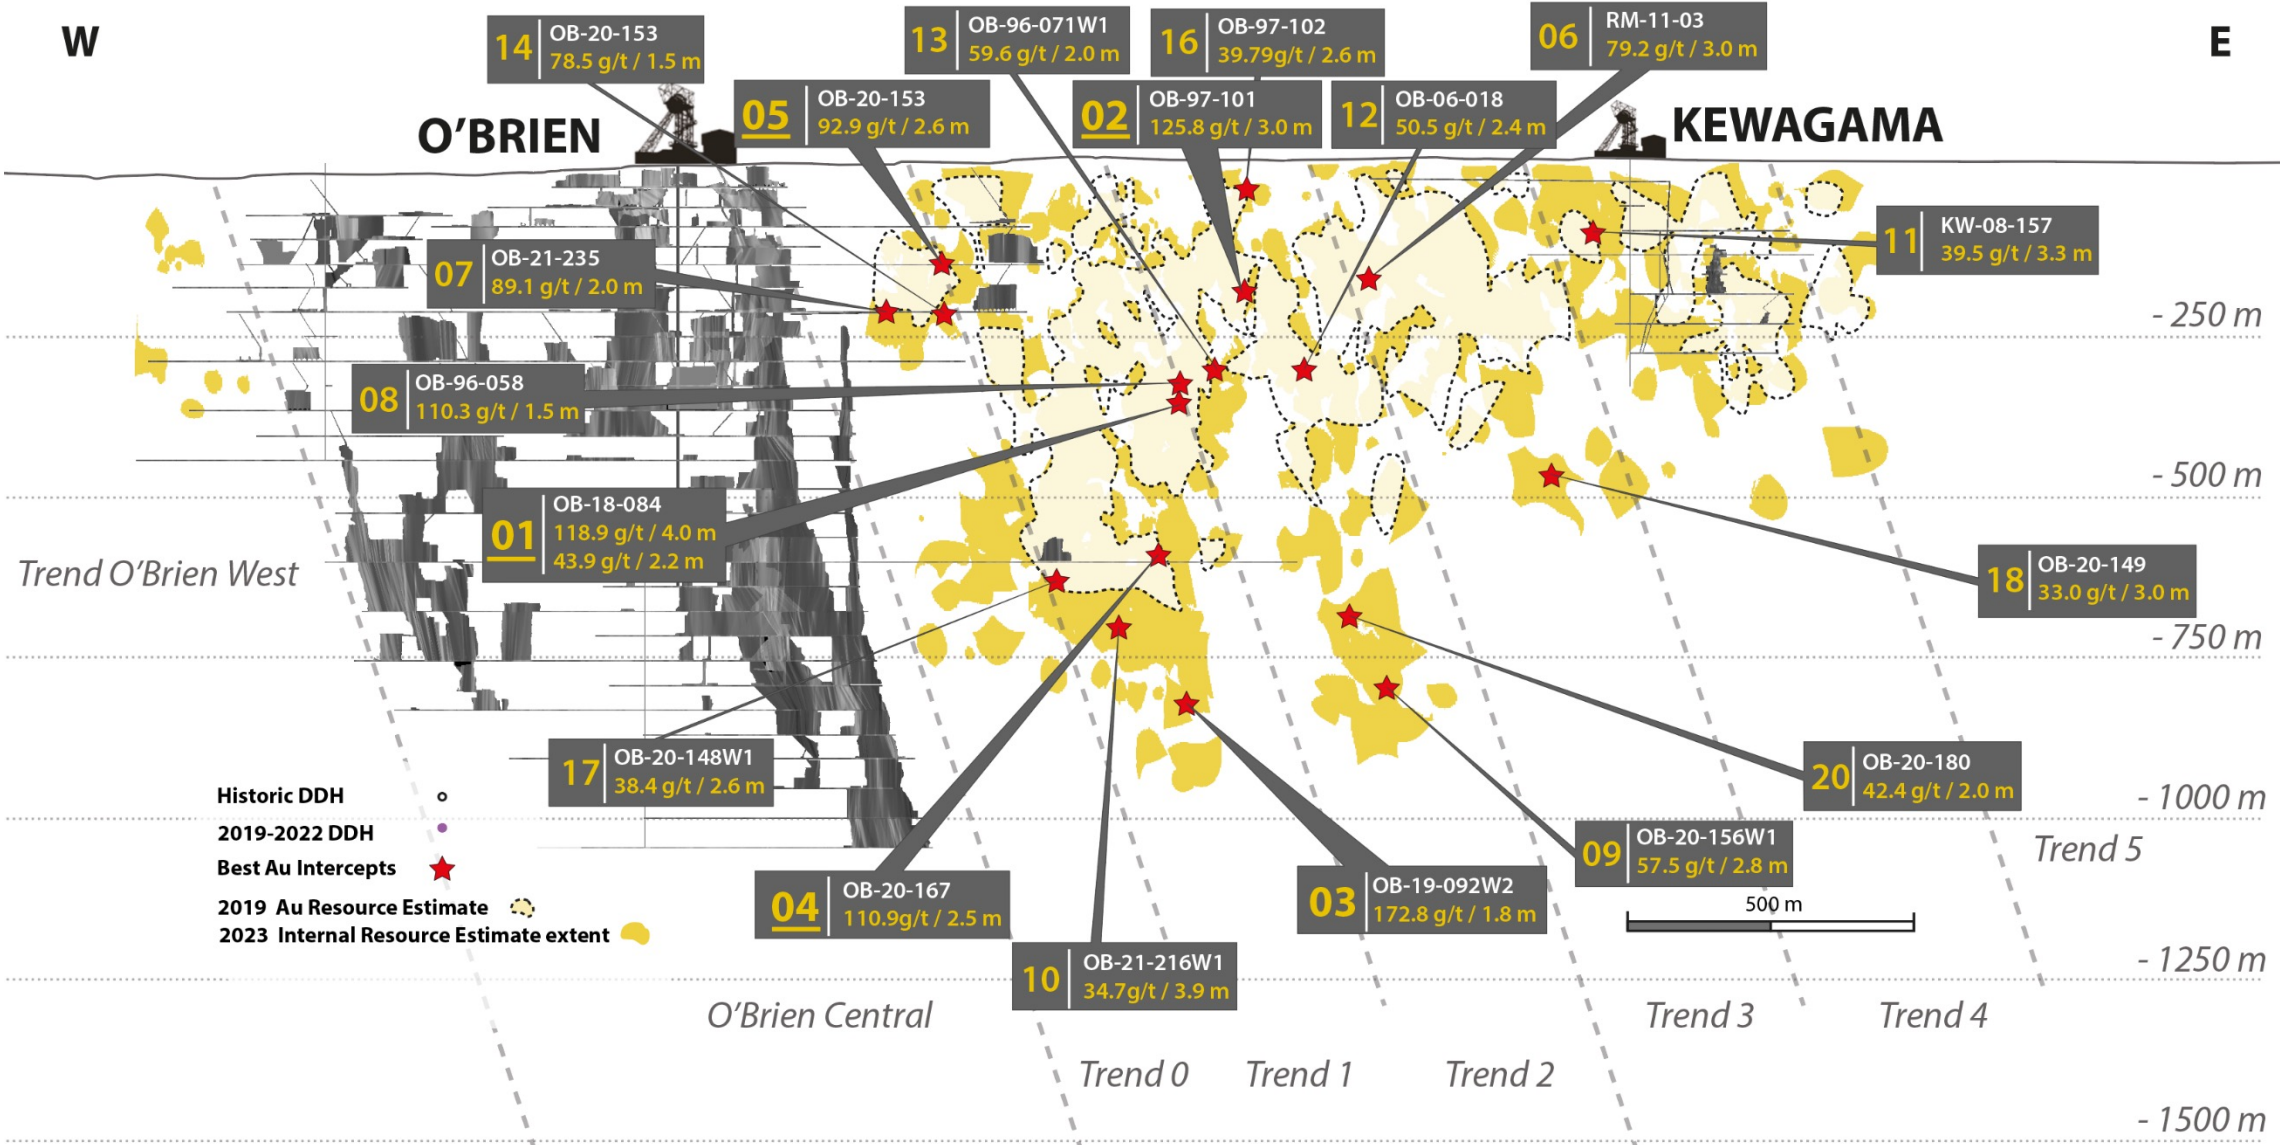 W
E
14
OB-20-153
78.5 g/t / 1.5 m
13
OB-96-071W1
59.6 g/t / 2.0 m
16
OB-97-102
39.79g/t / 2.6 m
06
RM-11-03
79.2 g/t / 3.0 m
05
OB-20-153
92.9 g/t / 2.6 m
02
OB-97-101
125.8 g/t / 3.0 m
12
OB-06-018
50.5 g/t / 2.4 m
O'BRIEN
KEWAGAMA
11
KW-08-157
39.5 g/t / 3.3 m
07
OB-21-235
89.1 g/t / 2.0 m
- 250 m
08
OB-96-058
110.3 g/t / 1.5 m
- 500 m
01
OB-18-084
118.9 g/t / 4.0 m
43.9 g/t / 2.2 m
Trend O'Brien West
18
OB-20-149
33.0 g/t / 3.0 m
- 750 m
17
OB-20-148W1
38.4 g/t / 2.6 m
20
OB-20-180
42.4 g/t / 2.0 m
- 1000 m
Historic DDH
2019-2022 DDH
Best Au Intercepts
2019 Au Resource Estimate
2023 Internal Resource Estimate extent
09
OB-20-156W1
57.5 g/t / 2.8 m
Trend 5
04
OB-20-167
110.9g/t / 2.5 m
03
OB-19-092W2
172.8 g/t / 1.8 m
500 m
10
OB-21-216W1
34.7g/t / 3.9 m
- 1250 m
O'Brien Central
Trend 3
Trend 4
Trend 0
Trend 1
Trend 2
- 1500 m